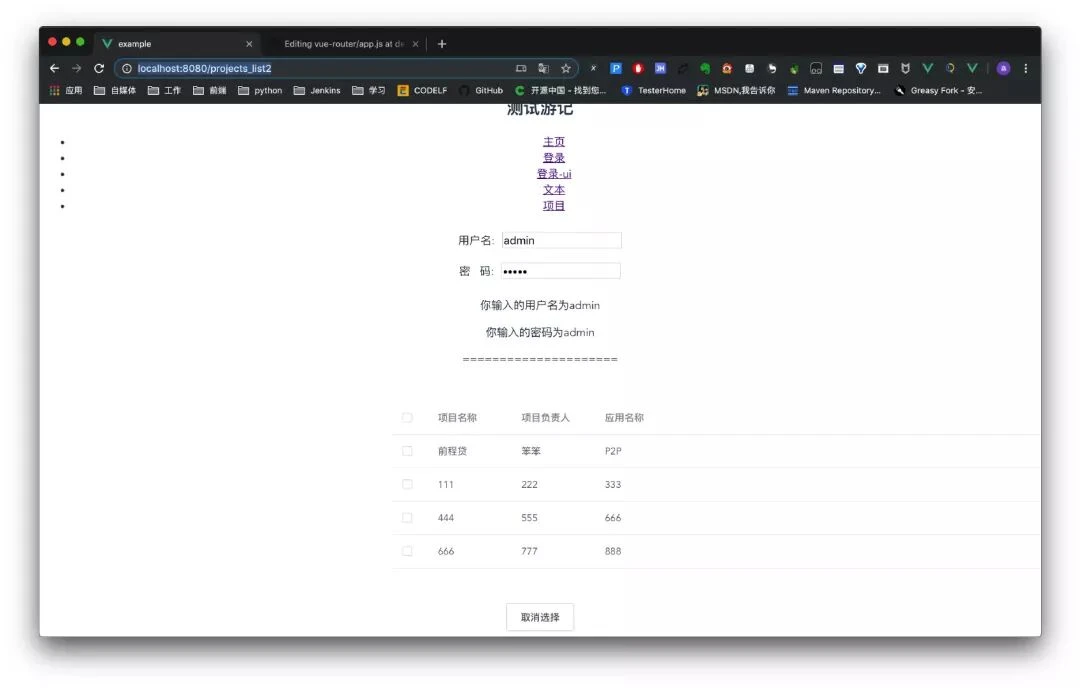 example
Editing vue-router/app.js at de
localhost:8080/projects_list2
应用 自媒体 工作 前端 python Jenkins 学习 CODELF GitHub 开源中国 - 找到您... TesterHome MSDN,我告诉你 Maven Repository... Greasy Fork - 安...
测试游记
主页
登录
登录-ui
文本
项目
用户名: admin
密 码: •••••
你输入的用户名为admin
你输入的密码为admin
=====================
项目名称 项目负责人 应用名称
前程贷 笨笨 P2P
111 222 333
444 555 666
666 777 888
取消选择